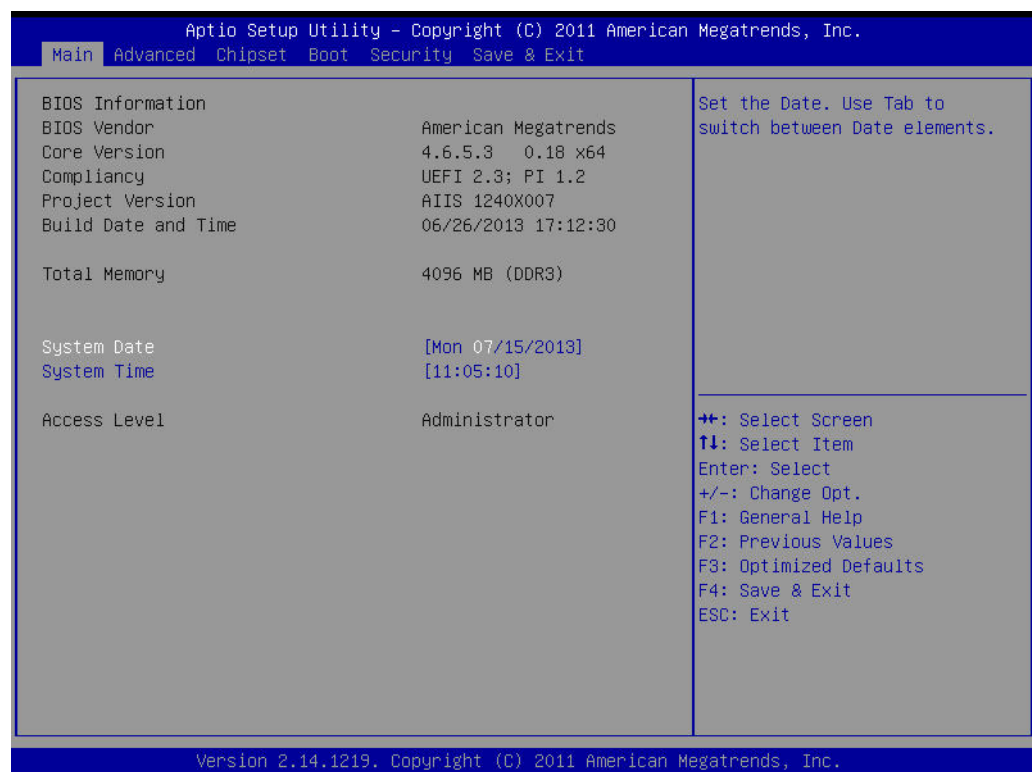 Aptio Setup Utility – Copyright (C) 2011 American Megatrends, Inc.
Main Advanced Chipset Boot Security Save & Exit
BIOS Information
BIOS Vendor American Megatrends
Core Version 4.6.5.3 0.18 x64
Compliancy UEFI 2.3; PI 1.2
Project Version AIIS 1240X007
Build Date and Time 06/26/2013 17:12:30
Total Memory 4096 MB (DDR3)
System Date [Mon 07/15/2013]
System Time [11:05:10]
Access Level Administrator
Set the Date. Use Tab to
switch between Date elements.
→←: Select Screen
↑↓: Select Item
Enter: Select
+/-: Change Opt.
F1: General Help
F2: Previous Values
F3: Optimized Defaults
F4: Save & Exit
ESC: Exit
Version 2.14.1219. Copyright (C) 2011 American Megatrends, Inc.